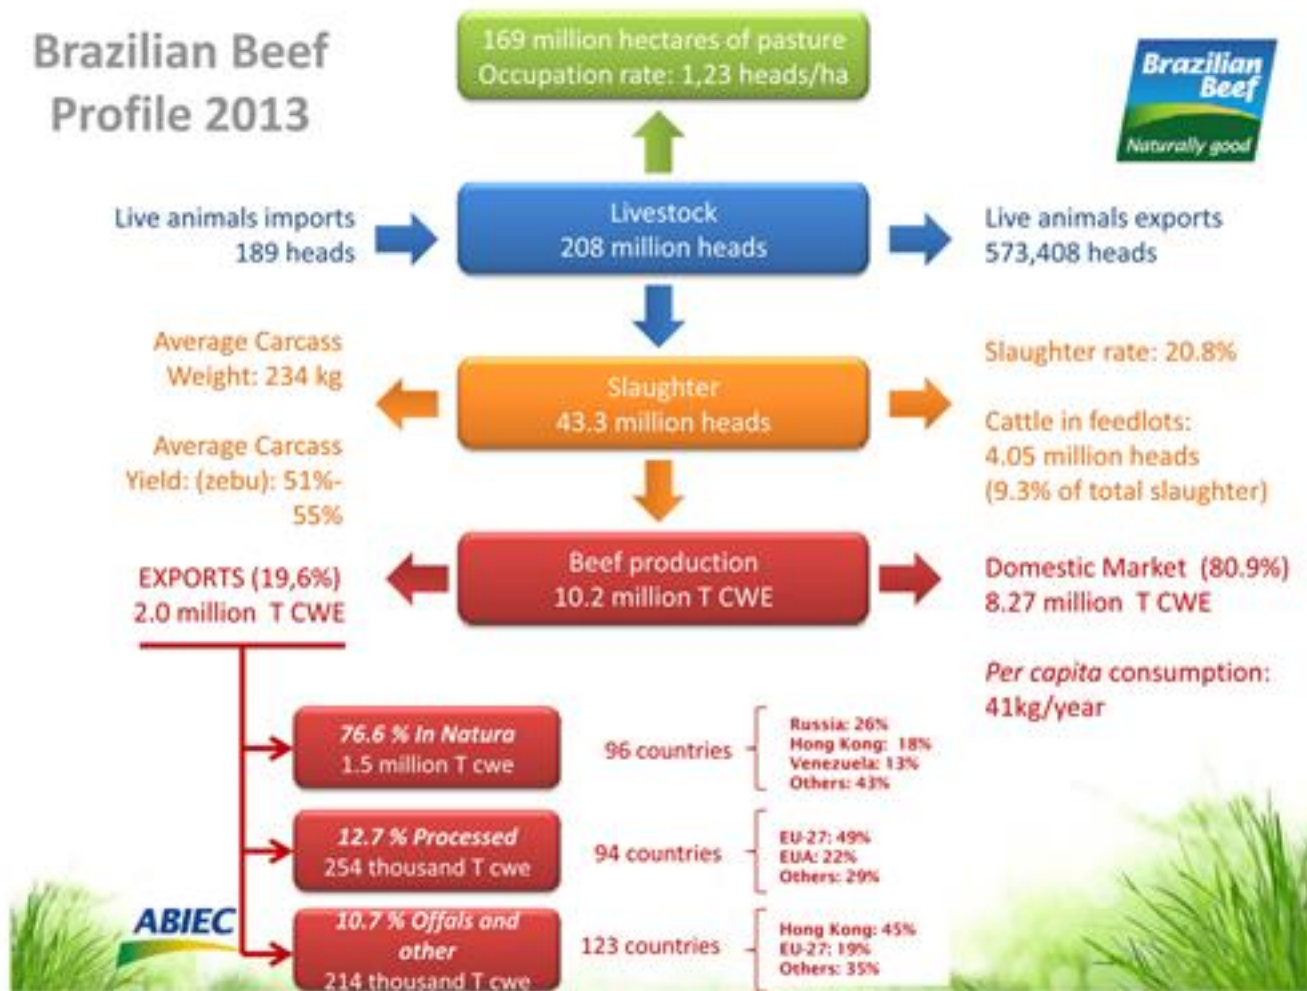 Brazilian Beef
Profile 2013
169 million hectares of pasture
Occupation rate: 1,23 heads/ha
Brazilian
Beef
Naturally good
Live animals imports
189 heads
Livestock
208 million heads
Live animals exports
573,408 heads
Average Carcass
Weight: 234 kg
Average Carcass
Yield: (zebu): 51%-
55%
Slaughter
43.3 million heads
Slaughter rate: 20.8%
Cattle in feedlots:
4.05 million heads
(9.3% of total slaughter)
EXPORTS (19,6%)
2.0 million T CWE
Beef production
10.2 million T CWE
Domestic Market (80.9%)
8.27 million T CWE
Per capita consumption:
41kg/year
76.6 % In Natura
1.5 million T cwe
96 countries
Russia: 26%
Hong Kong: 18%
Venezuela: 13%
Others: 43%
12.7 % Processed
254 thousand T cwe
94 countries
EU-27: 49%
EUA: 22%
Others: 29%
ABIEC
10.7 % Offals and
other
214 thousand T cwe
123 countries
Hong Kong: 45%
EU-27: 19%
Others: 35%